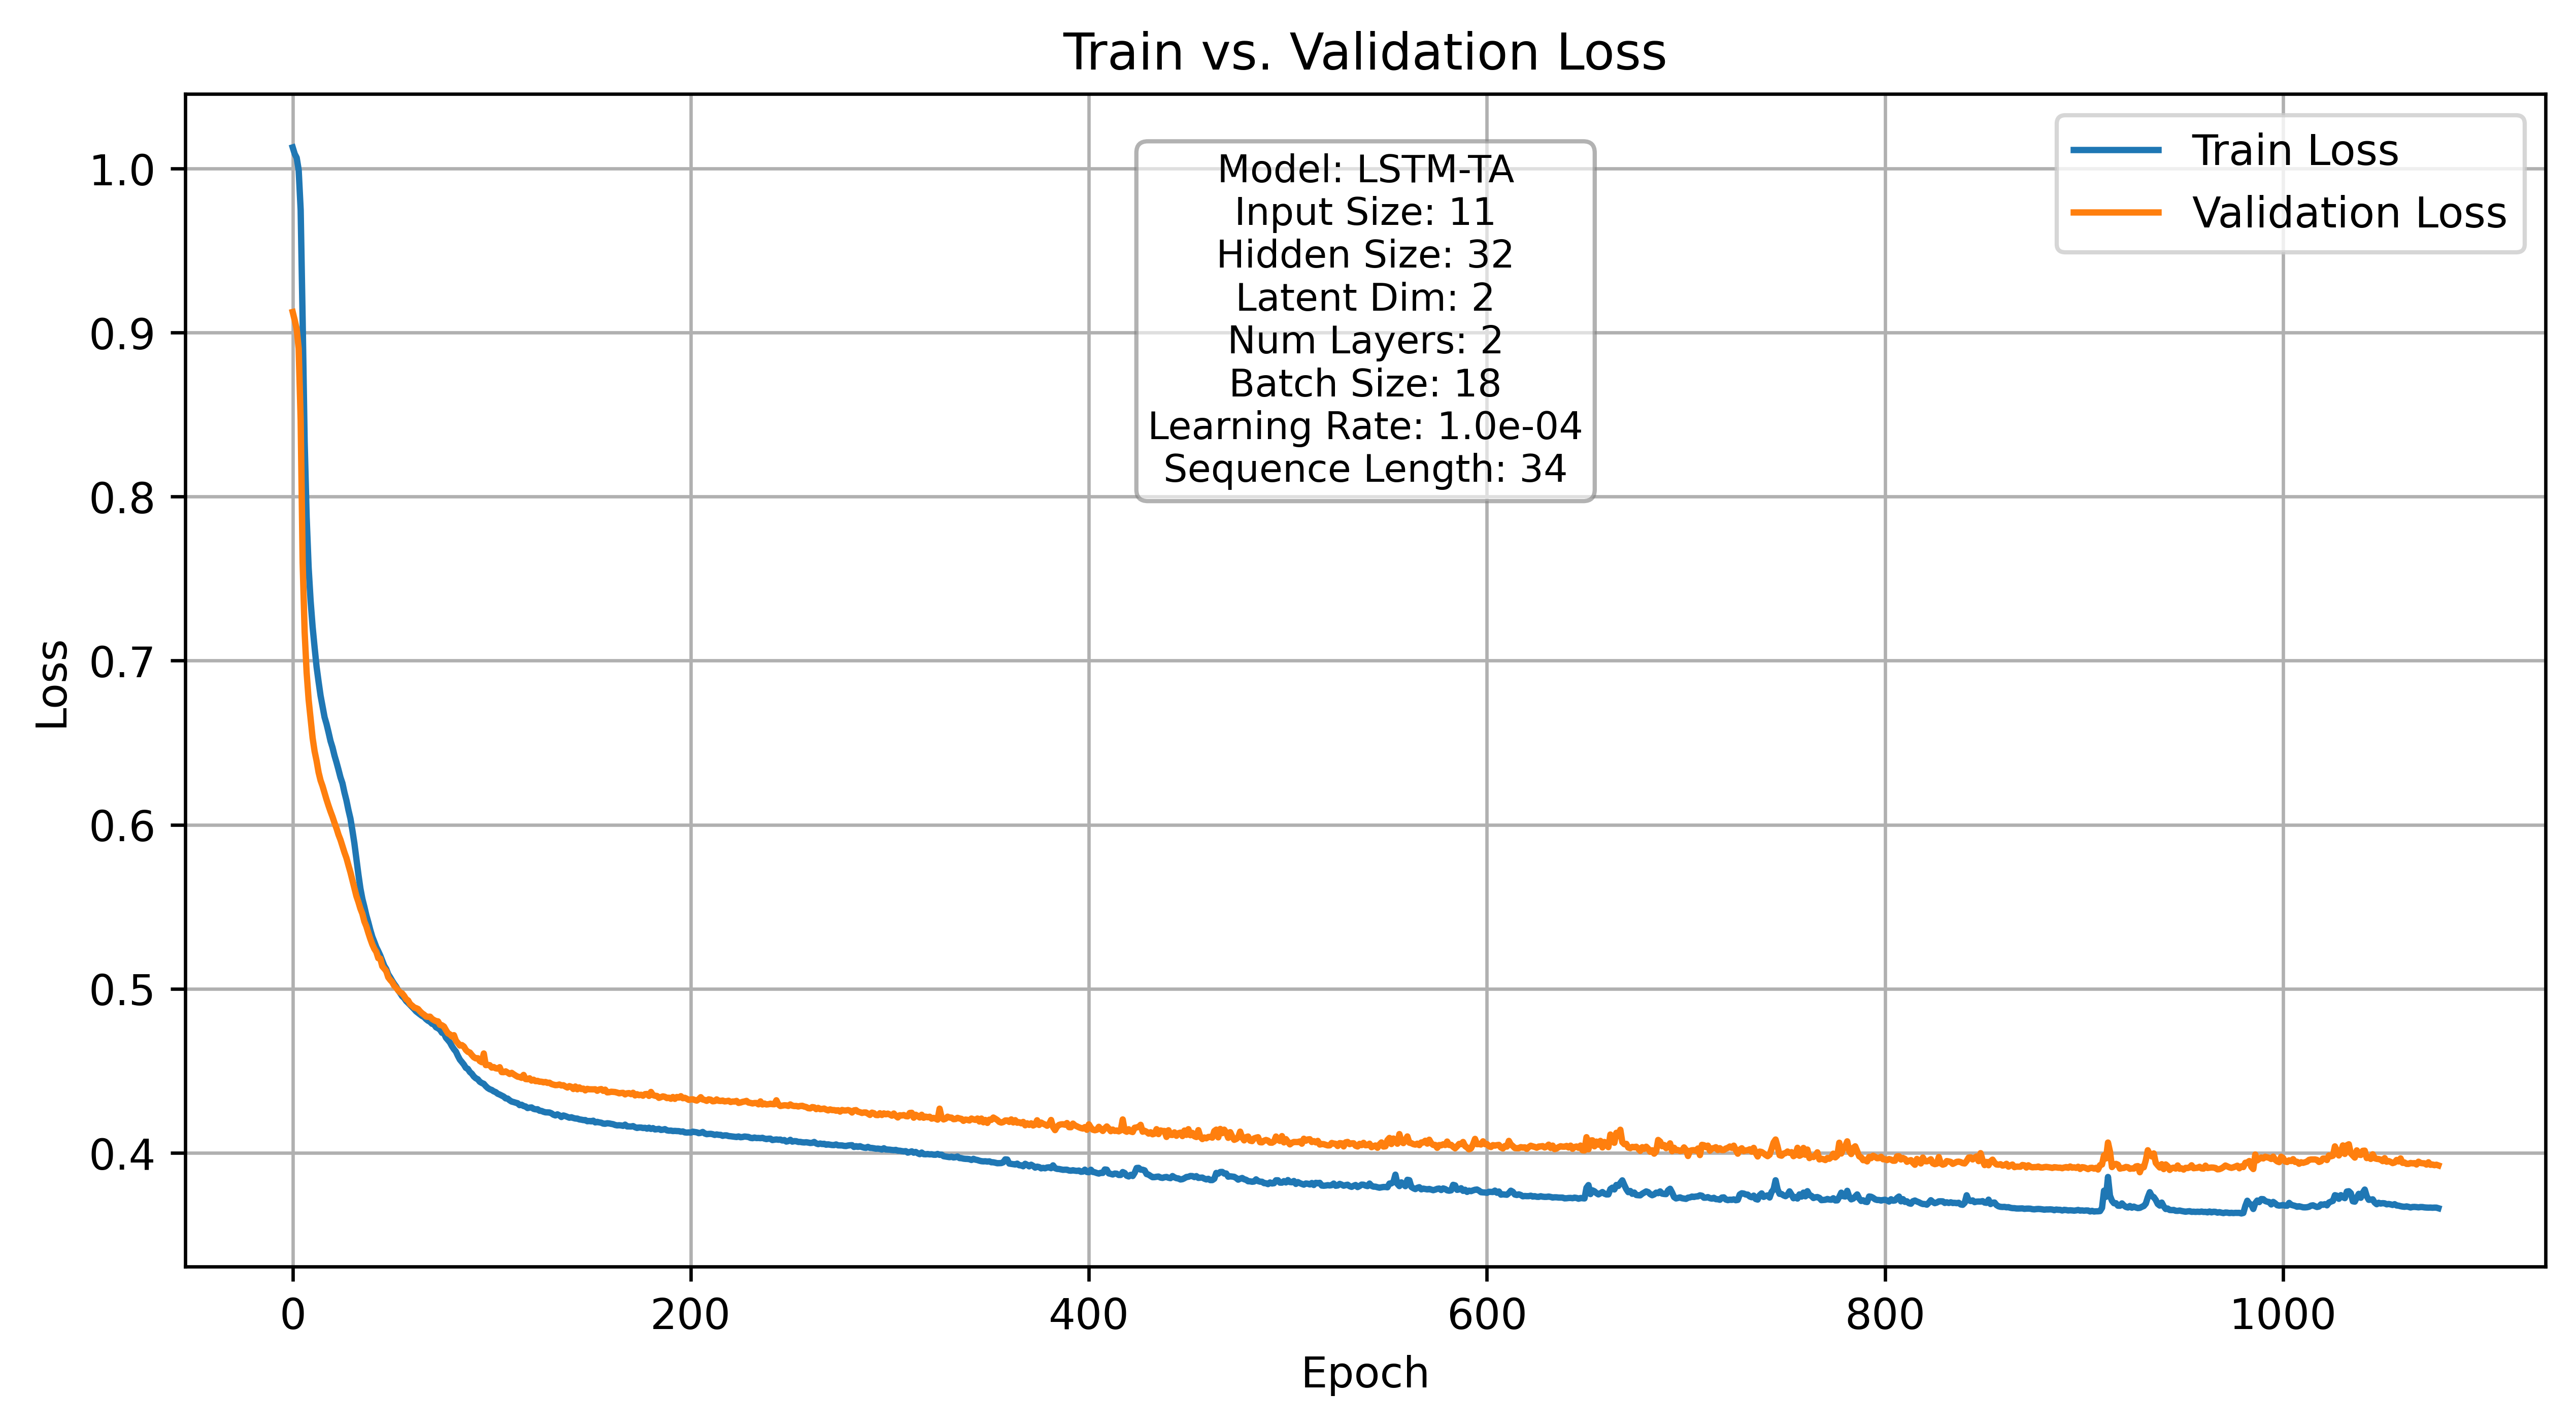 Train vs. Validation Loss
Model: LSTM-TA
Input Size: 11
Hidden Size: 32
Latent Dim: 2
Num Layers: 2
Batch Size: 18
Learning Rate: 1.0e-04
Sequence Length: 34
Train Loss
Validation Loss
Loss
1.0
0.9
0.8
0.7
0.6
0.5
0.4
0 200 400 600 800 1000
Epoch